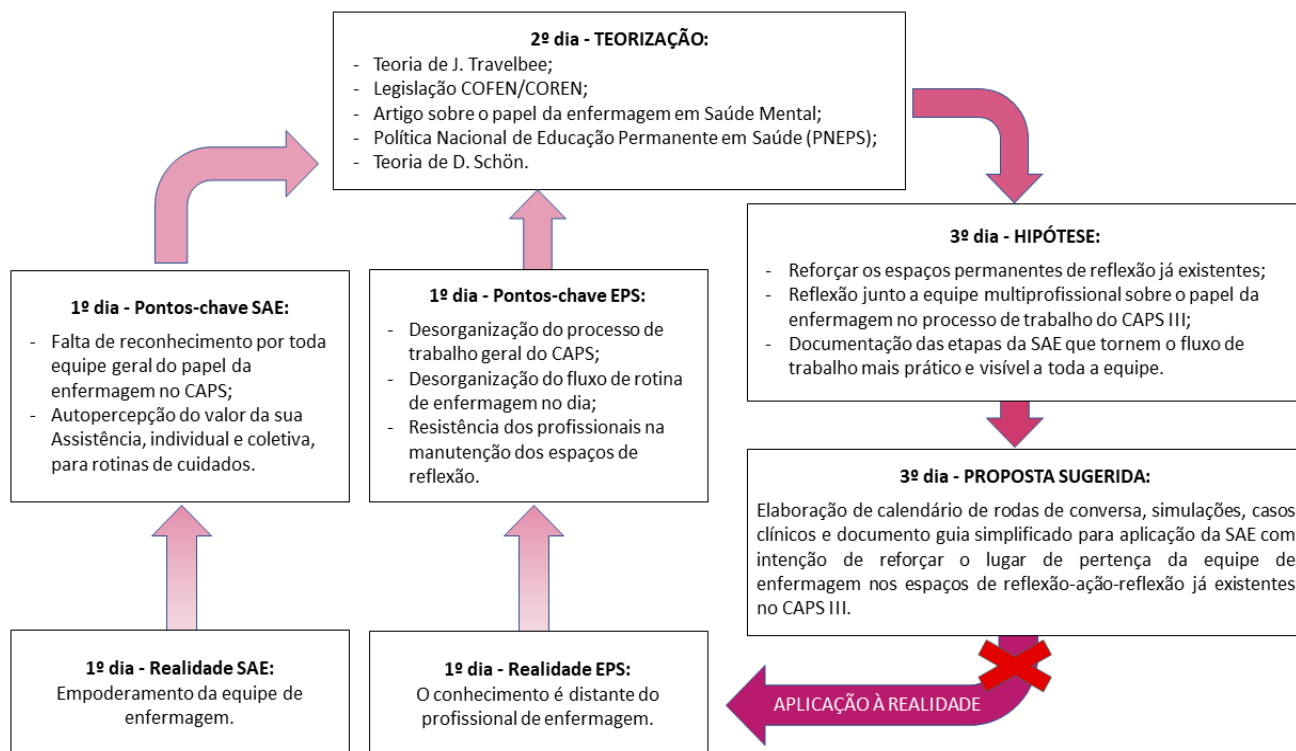 2º dia - TEORIZAÇÃO:
- Teoria de J. Travelbee;
- Legislação COFEN/COREN;
- Artigo sobre o papel da enfermagem em Saúde Mental;
- Política Nacional de Educação Permanente em Saúde (PNEPS);
- Teoria de D. Schön.
1º dia - Pontos-chave SAE:
- Falta de reconhecimento por toda
equipe geral do papel da
enfermagem no CAPS;
- Autopercepção do valor da sua
Assistência, individual e coletiva,
para rotinas de cuidados.
1º dia - Pontos-chave EPS:
- Desorganização do processo de
trabalho geral do CAPS;
- Desorganização do fluxo de rotina
de enfermagem no dia;
- Resistência dos profissionais na
manutenção dos espaços de
reflexão.
3º dia - HIPÓTESE:
- Reforçar os espaços permanentes de reflexão já existentes;
- Reflexão junto a equipe multiprofissional sobre o papel da
enfermagem no processo de trabalho do CAPS III;
- Documentação das etapas da SAE que tornem o fluxo de
trabalho mais prático e visível a toda a equipe.
3º dia - PROPOSTA SUGERIDA:
Elaboração de calendário de rodas de conversa, simulações, casos
clínicos e documento guia simplificado para aplicação da SAE com
intenção de reforçar o lugar de pertença da equipe de
enfermagem nos espaços de reflexão-ação-reflexão já existentes
no CAPS III.
1º dia - Realidade SAE:
Empoderamento da equipe de
enfermagem.
1º dia - Realidade EPS:
O conhecimento é distante do
profissional de enfermagem.
APLICAÇÃO À REALIDADE